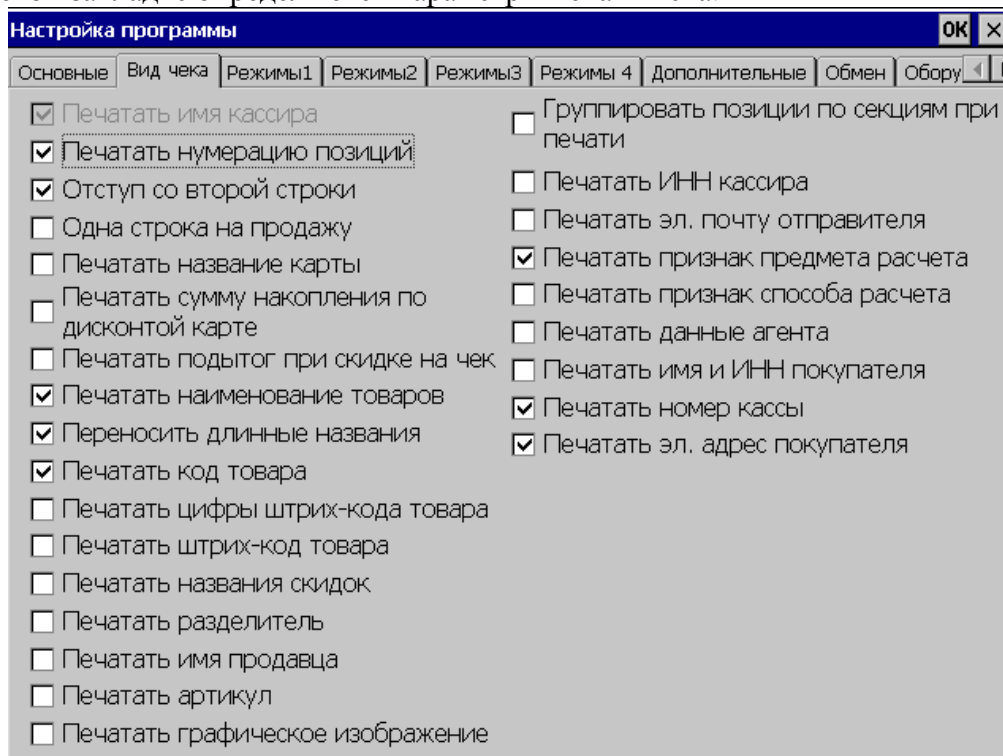 Настройка программы
OK
Основные Вид чека Режимы1 Режимы2 Режимы3 Режимы 4 Дополнительные Обмен Обору
Печатать имя кассира
Печатать нумерацию позиций
Отступ со второй строки
Одна строка на продажу
Печатать название карты
Печатать сумму накопления по
дисконтой карте
Печатать подытог при скидке на чек
Печатать наименование товаров
Переносить длинные названия
Печатать код товара
Печатать цифры штрих-кода товара
Печатать штрих-код товара
Печатать названия скидок
Печатать разделитель
Печатать имя продавца
Печатать артикул
Печатать графическое изображение
Группировать позиции по секциям при
печати
Печатать ИНН кассира
Печатать эл. почту отправителя
Печатать признак предмета расчета
Печатать признак способа расчета
Печатать данные агента
Печатать имя и ИНН покупателя
Печатать номер кассы
Печатать эл. адрес покупателя